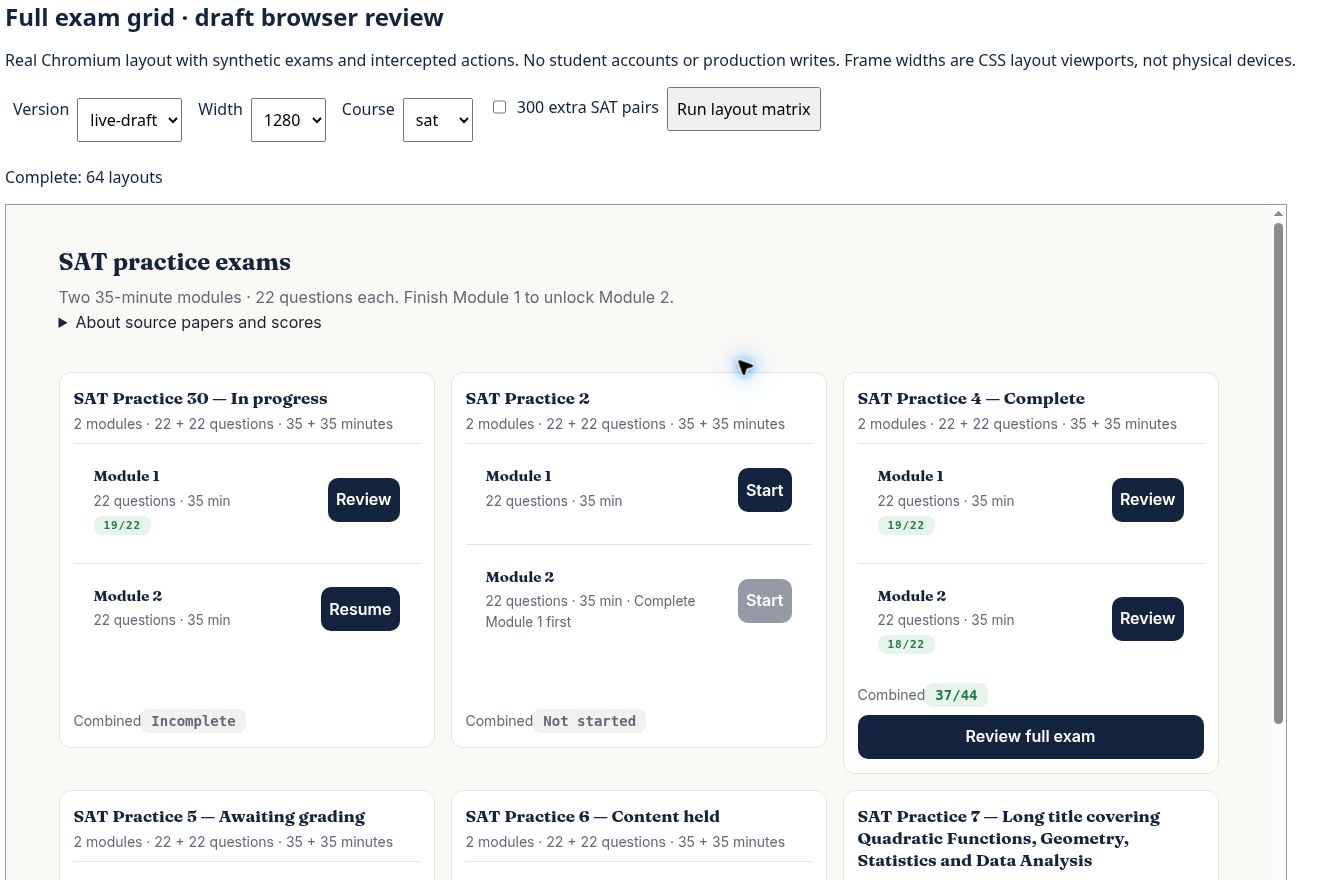 Full exam grid · draft browser review
Real Chromium layout with synthetic exams and intercepted actions. No student accounts or production writes. Frame widths are CSS layout viewports, not physical devices.
Version live-draft Width 1280 Course sat 300 extra SAT pairs Run layout matrix
Complete: 64 layouts
SAT practice exams
Two 35-minute modules · 22 questions each. Finish Module 1 to unlock Module 2.
About source papers and scores
SAT Practice 30 — In progress
2 modules · 22 + 22 questions · 35 + 35 minutes
Module 1
22 questions · 35 min
19/22
Review
Module 2
22 questions · 35 min
Resume
Combined Incomplete
SAT Practice 2
2 modules · 22 + 22 questions · 35 + 35 minutes
Module 1
22 questions · 35 min
Start
Module 2
22 questions · 35 min · Complete
Module 1 first
Start
Combined Not started
SAT Practice 4 — Complete
2 modules · 22 + 22 questions · 35 + 35 minutes
Module 1
22 questions · 35 min
19/22
Review
Module 2
22 questions · 35 min
18/22
Review
Combined 37/44
Review full exam
SAT Practice 5 — Awaiting grading
2 modules · 22 + 22 questions · 35 + 35 minutes
SAT Practice 6 — Content held
2 modules · 22 + 22 questions · 35 + 35 minutes
SAT Practice 7 — Long title covering
Quadratic Functions, Geometry,
Statistics and Data Analysis